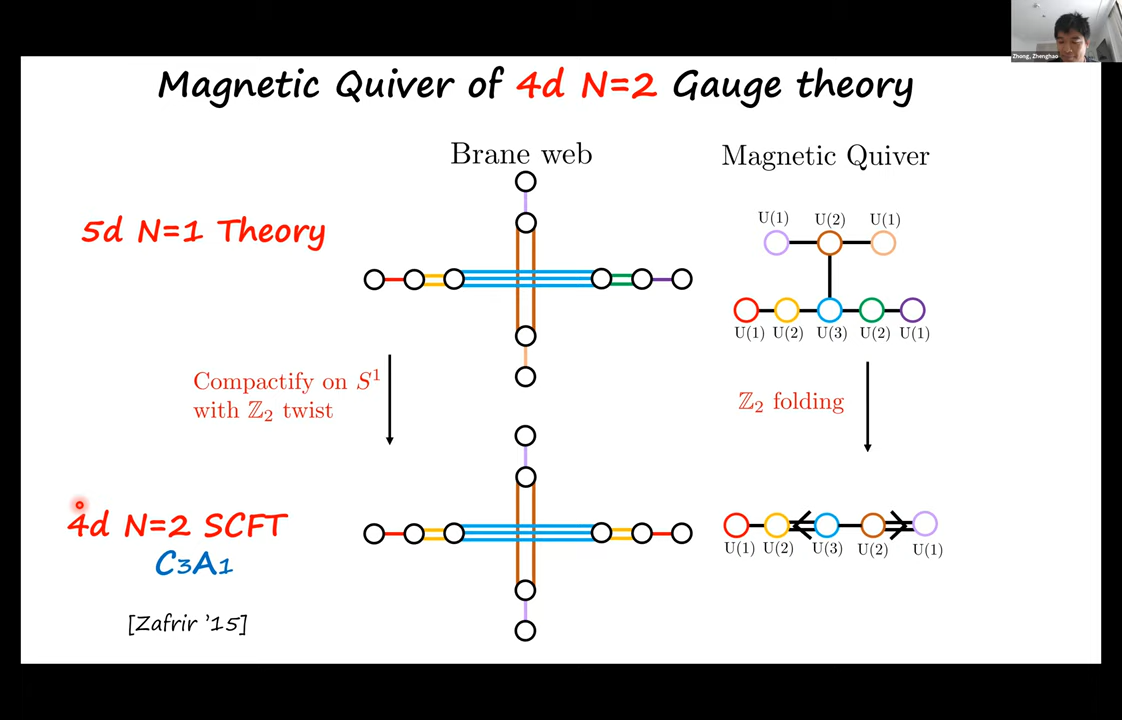 Zhong, Zhenghao
Magnetic Quiver of 4d N=2 Gauge theory
Brane web
Magnetic Quiver
5d N=1 Theory
U(1) U(2) U(1)
U(1) U(2) U(3) U(2) U(1)
Compactify on S¹
with ℤ₂ twist
ℤ₂ folding
4d N=2 SCFT
C₃A₁
U(1) U(2) U(3) U(2) U(1)
[Zafrir '15]